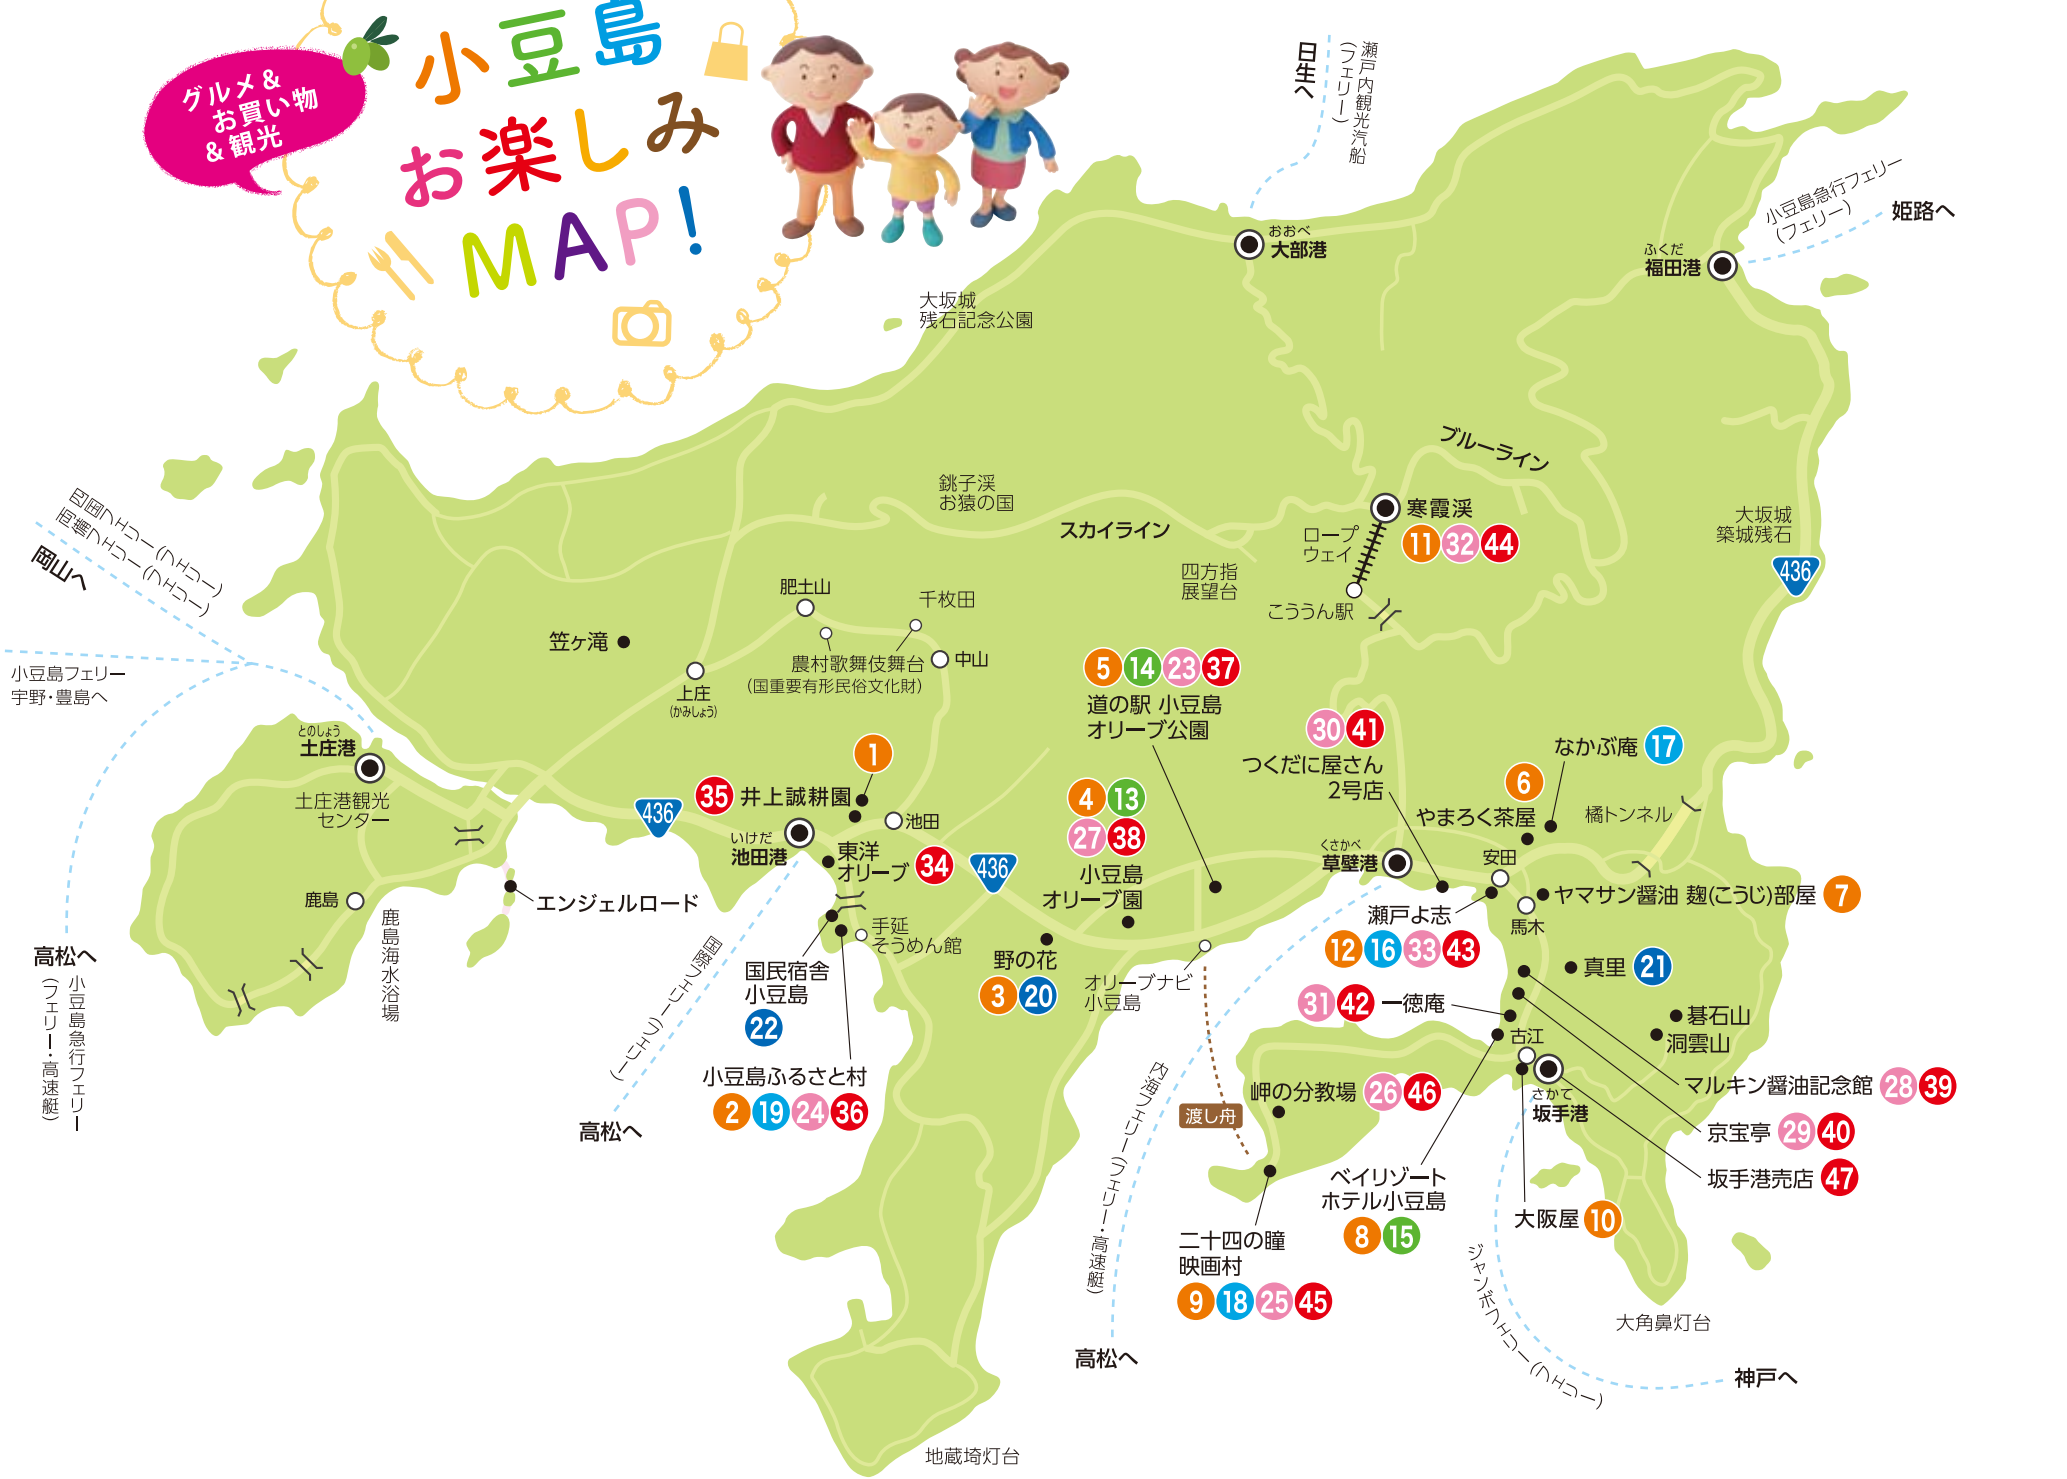 グルメ&
お買い物
&観光
小豆島
お楽しみ
MAP!
日生へ
瀬戸内観光汽船
(フェリー)
おおべ
大部港
小豆島急行フェリー
(フェリー)
姫路へ
ふくだ
福田港
大坂城
残石記念公園
ブルーライン
銚子渓
お猿の国
スカイライン
寒霞渓
11 32 44
ロープ
ウェイ
こううん駅
四方指
展望台
大坂城
築城残石
436
四国フェリー(フェリー)
両備フェリー(フェリー)
岡山へ
小豆島フェリー
宇野・豊島へ
肥土山
千枚田
笠ヶ滝
農村歌舞伎舞台
(国重要有形民俗文化財)
中山
上庄
(かみしょう)
とのしょう
土庄港
土庄港観光
センター
5 14 23 37
道の駅 小豆島
オリーブ公園
30 41
つくだに屋さん
2号店
なかぶ庵 17
6
やまろく茶屋
橘トンネル
1
35 井上誠耕園
436
池田
いけだ
池田港
東洋
オリーブ 34
436
4 13
27 38
小豆島
オリーブ園
くさかべ
草壁港
安田
ヤマサン醤油 麹(こうじ)部屋 7
馬木
瀬戸よ志
12 16 33 43
鹿島
鹿島海水浴場
エンジェルロード
手延
そうめん館
国民宿舎
小豆島
22
野の花
3 20
オリーブナビ
小豆島
真里 21
31 42 一徳庵
碁石山
洞雲山
古江
さかて
坂手港
高松へ
小豆島急行フェリー
(フェリー・高速艇)
国際フェリー(フェリー)
高松へ
小豆島ふるさと村
2 19 24 36
岬の分教場 26 46
渡し舟
マルキン醤油記念館 28 39
京宝亭 29 40
坂手港売店 47
ベイリゾート
ホテル小豆島
8 15
大阪屋 10
二十四の瞳
映画村
9 18 25 45
内海フェリー(フェリー・高速艇)
高松へ
ジャンボフェリー(フェリー)
神戸へ
大角鼻灯台
地蔵埼灯台